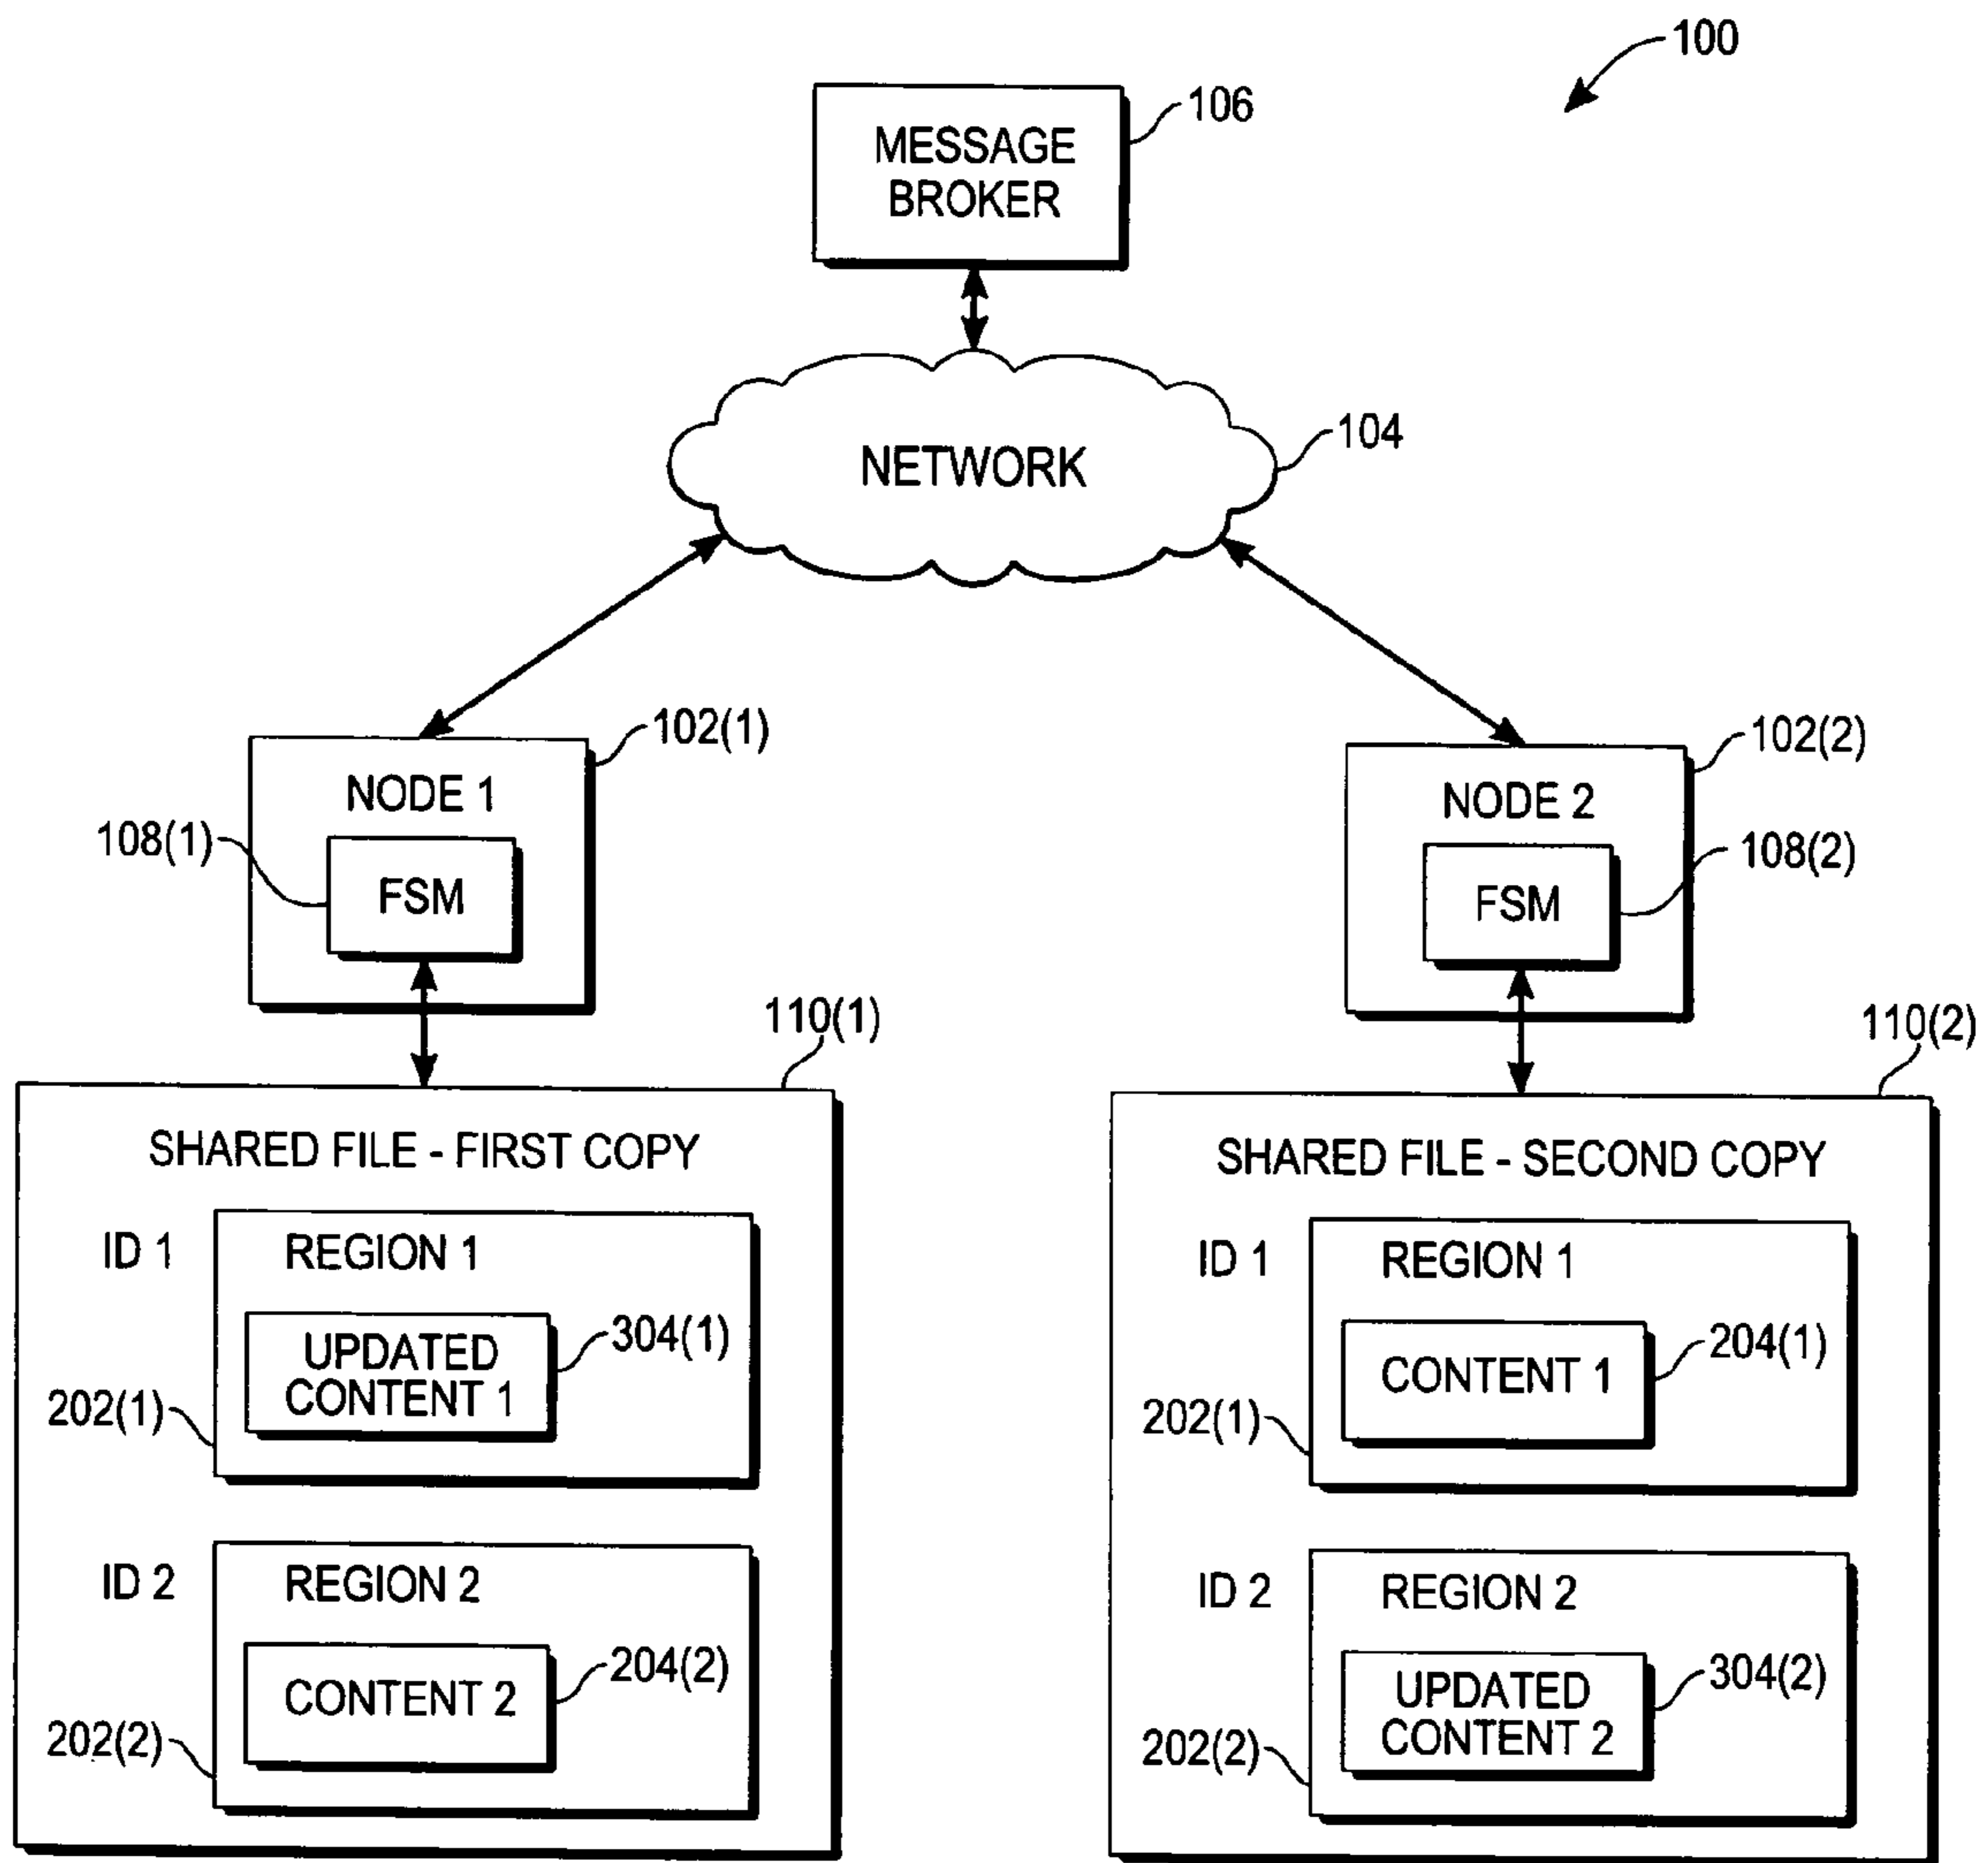 100
106
MESSAGE
BROKER
104
NETWORK
102(1)
NODE 1
108(1)
FSM
102(2)
NODE 2
108(2)
FSM
110(1)
SHARED FILE - FIRST COPY
ID 1
REGION 1
UPDATED
CONTENT 1
304(1)
202(1)
ID 2
REGION 2
CONTENT 2
204(2)
202(2)
110(2)
SHARED FILE - SECOND COPY
ID 1
REGION 1
CONTENT 1
204(1)
202(1)
ID 2
REGION 2
UPDATED
CONTENT 2
304(2)
202(2)